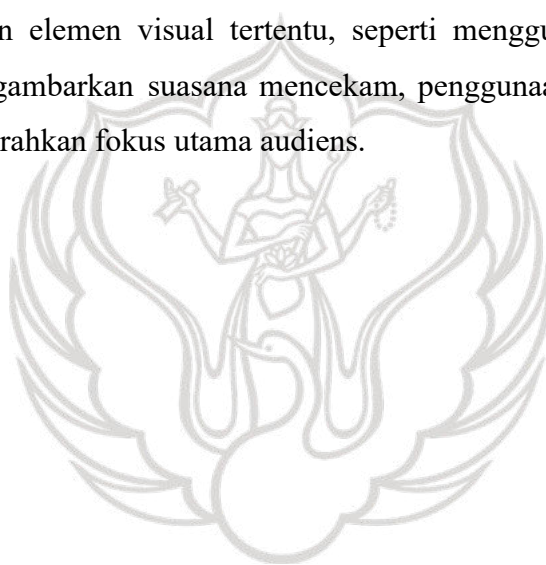 n elemen visual tertentu, seperti menggu
gambarkan suasana mencekam, penggunaa
rahkan fokus utama audiens.